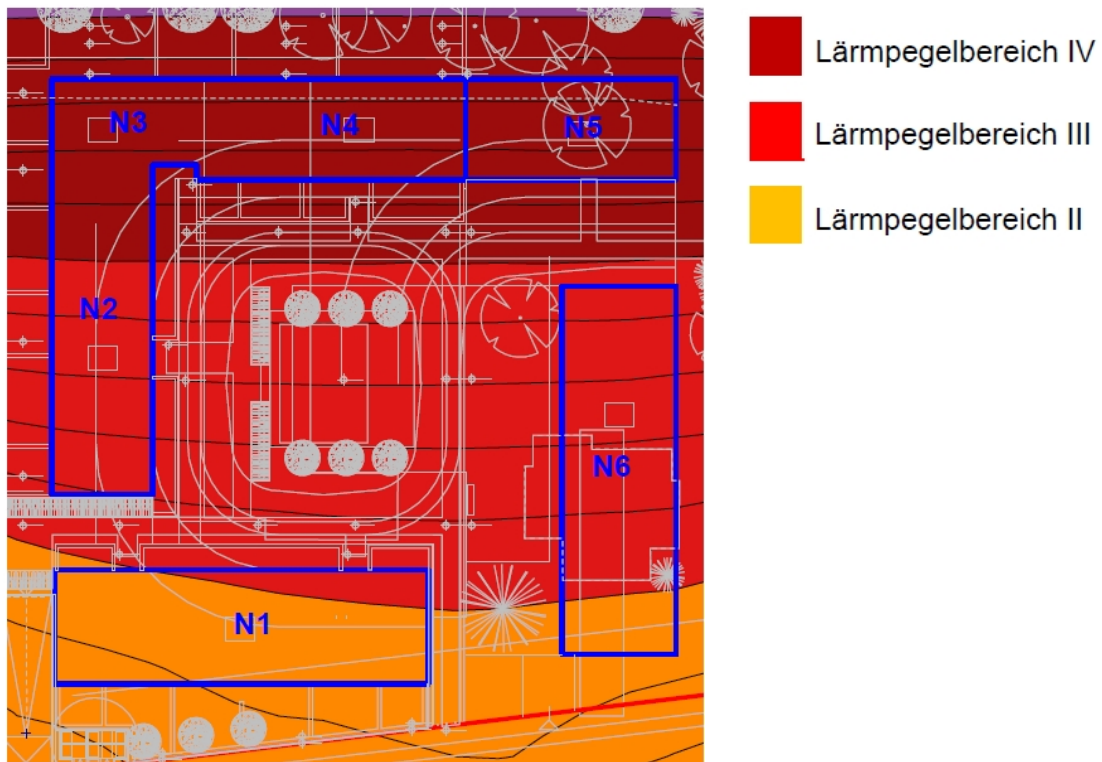 Lärmpegelbereich IV
Lärmpegelbereich III
Lärmpegelbereich II
N3
N4
N5
N2
N6
N1